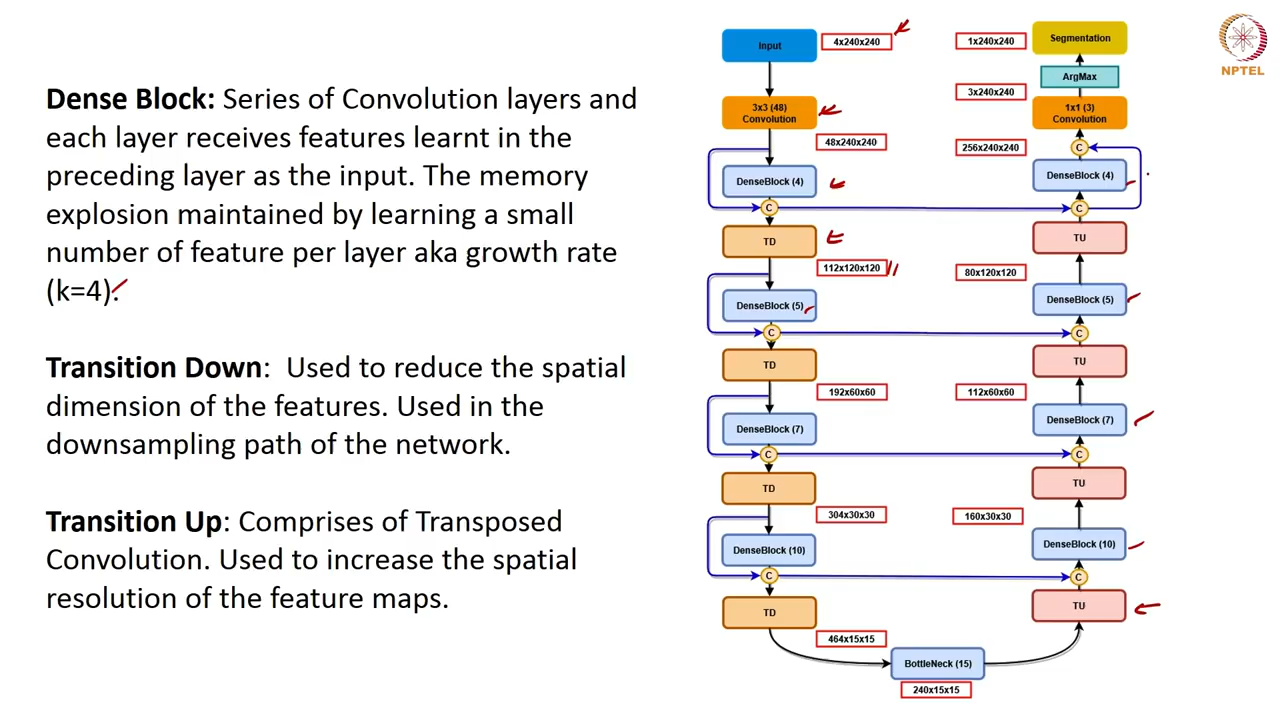 Dense Block: Series of Convolution layers and
each layer receives features learnt in the
preceding layer as the input. The memory
explosion maintained by learning a small
number of feature per layer aka growth rate
(k=4).
Transition Down:  Used to reduce the spatial
dimension of the features. Used in the
downsampling path of the network.
Transition Up: Comprises of Transposed
Convolution. Used to increase the spatial
resolution of the feature maps.
Input
4x240x240
3x3 (48)
Convolution
48x240x240
DenseBlock (4)
C
TD
112x120x120
DenseBlock (5)
C
TD
192x60x60
DenseBlock (7)
C
TD
304x30x30
DenseBlock (10)
C
TD
464x15x15
BottleNeck (15)
240x15x15
1x240x240
Segmentation
ArgMax
3x240x240
1x1 (3)
Convolution
256x240x240
C
DenseBlock (4)
C
TU
80x120x120
DenseBlock (5)
C
TU
112x60x60
DenseBlock (7)
C
TU
160x30x30
DenseBlock (10)
C
TU
NPTEL